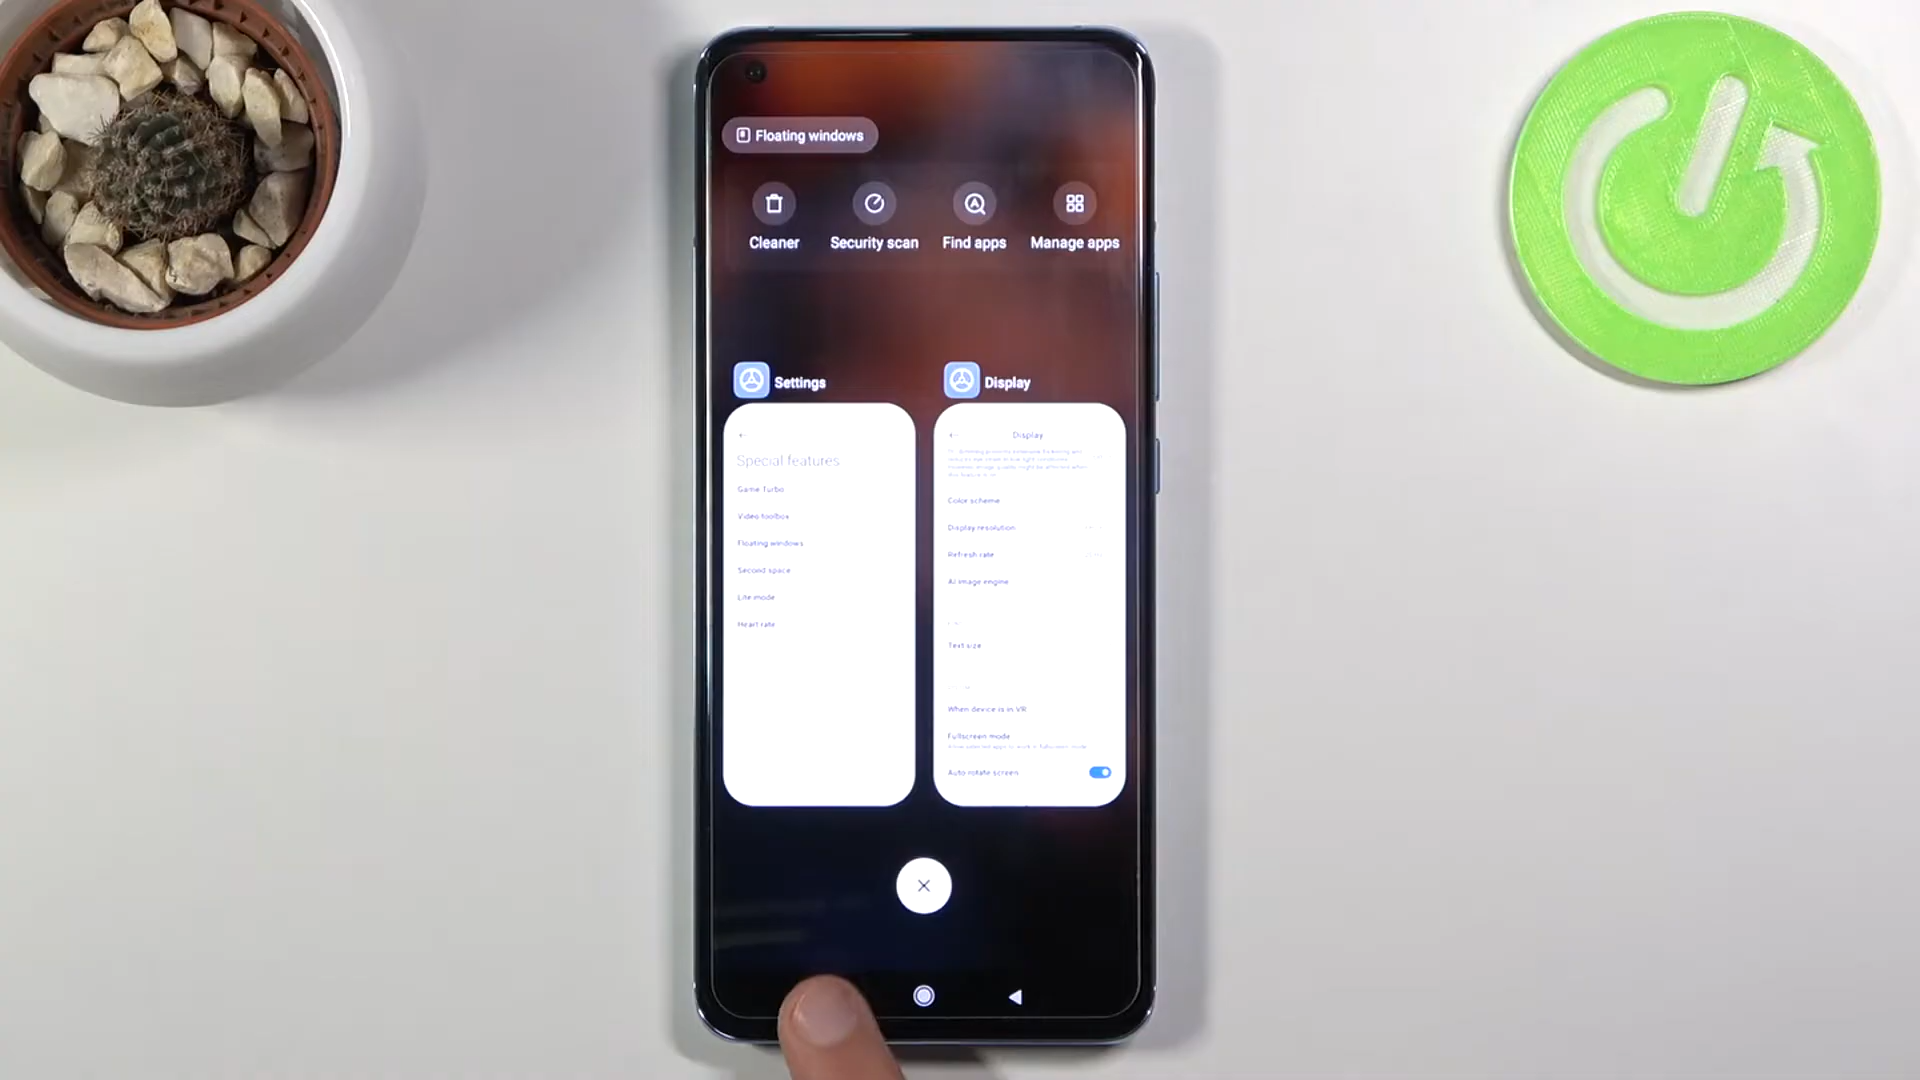 Floating windows
Cleaner
Security scan
Find apps
Manage apps
Settings
Display
Special features
Game Turbo
Video toolbox
Floating windows
Second space
Lite mode
Heart rate
Display
Color scheme
Display resolution
Refresh rate
AI image engine
Text size
When device is in VR
Fullscreen mode
Auto rotate screen